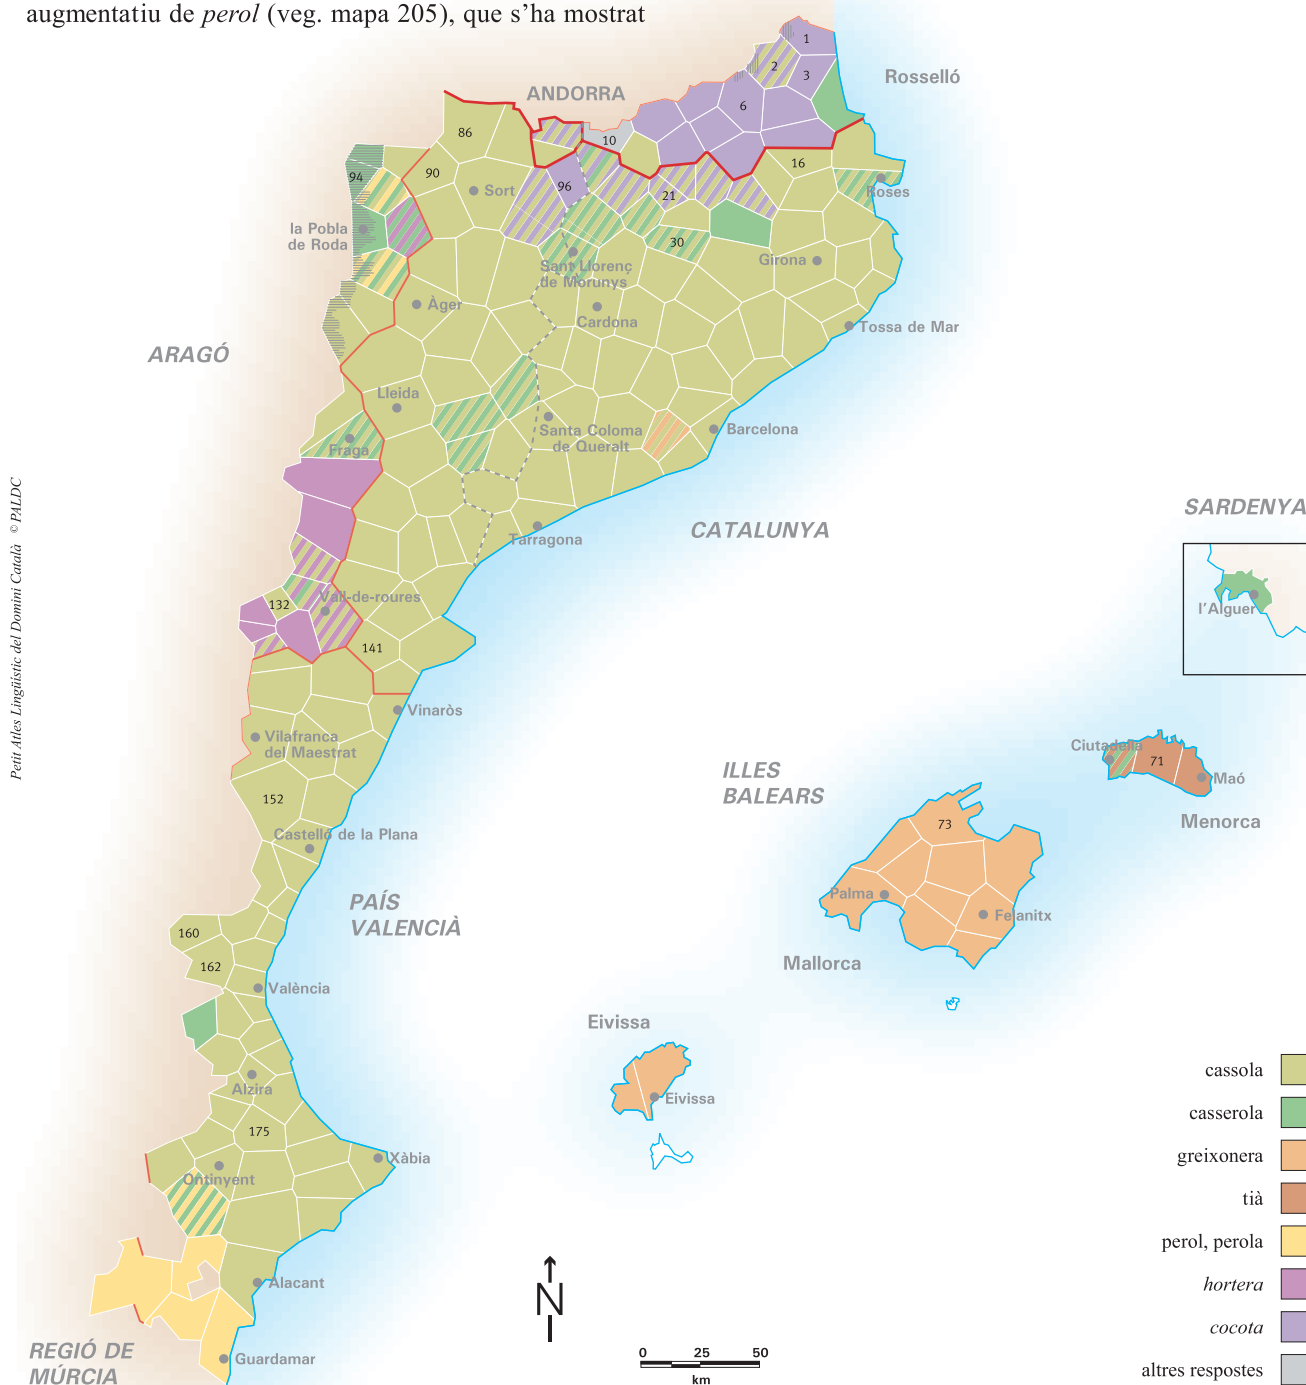 augmentatiu de perol (veg. mapa 205), que s’ha mostrat
1
2
3
Rosselló
ANDORRA
6
86
10
16
94
90
Sort
96
21
Roses
la Pobla
de Roda
30
Girona
Sant Llorenç
de Morunys
Àger
Cardona
Tossa de Mar
ARAGÓ
Lleida
Santa Coloma
de Queralt
Barcelona
Fraga
Petit Atles Lingüístic del Domini Català © PALDC
SARDENYA
CATALUNYA
Tarragona
l’Alguer
132
Vall-de-roures
141
Vinaròs
Vilafranca
del Maestrat
Ciutadella
71
Maó
ILLES
BALEARS
Menorca
152
73
Castelló de la Plana
PAÍS
VALENCIÀ
Palma
Felanitx
160
162
Mallorca
València
Eivissa
Alzira
Eivissa
175
Xàbia
Ontinyent
Alacant
N
REGIÓ DE
MÚRCIA
Guardamar
0 25 50
km
cassola
casserola
greixonera
tià
perol, perola
hortera
cocota
altres respostes